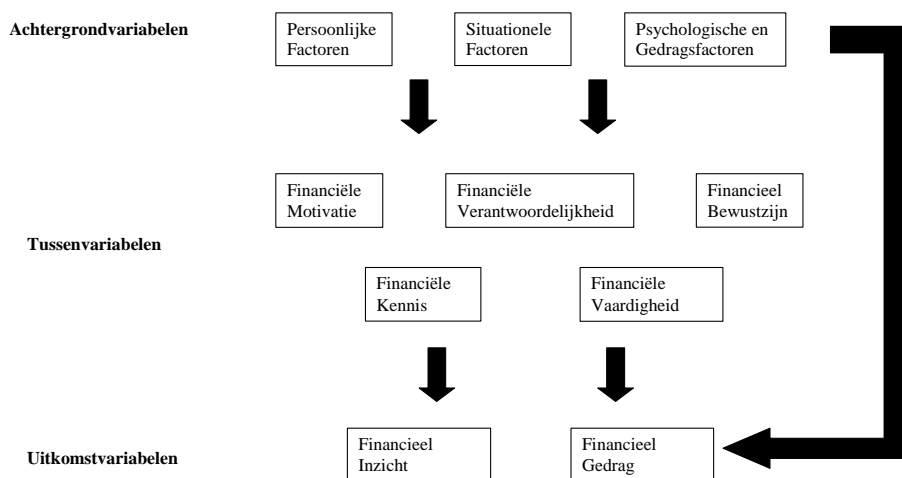 Achtergrondvariabelen
Persoonlijke
Factoren
Situationele
Factoren
Psychologische en
Gedragsfactoren
Financiële
Motivatie
Financiële
Verantwoordelijkheid
Financieel
Bewustzijn
Tussenvariabelen
Financiële
Kennis
Financiële
Vaardigheid
Uitkomstvariabelen
Financieel
Inzicht
Financieel
Gedrag